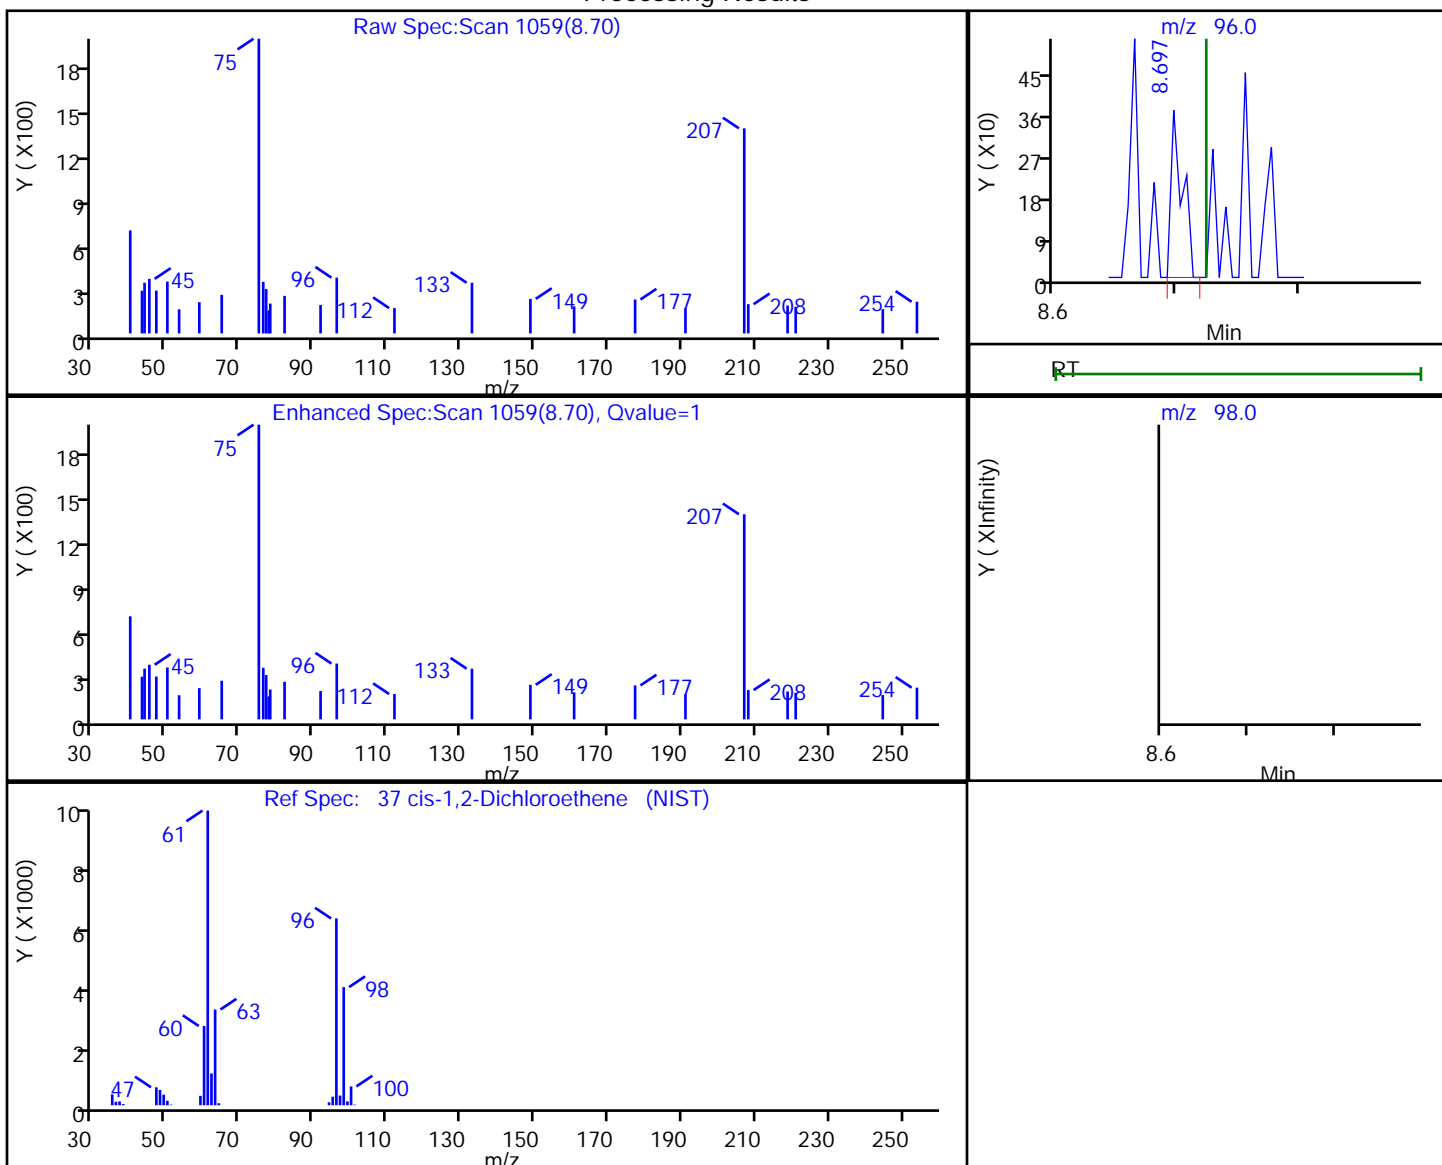 Processing Results
Raw Spec:Scan 1059(8.70)
Y ( X100)
18
15
12
9
6
3
0
75
207
45
96
112
133
149
177
208
254
30 50 70 90 110 130 150 170 190 210 230 250
m/z
m/z 96.0
Y ( X10)
45
36
27
18
9
0
8.697
8.6
Min
RT
Enhanced Spec:Scan 1059(8.70), Qvalue=1
Y ( X100)
18
15
12
9
6
3
0
75
207
45
96
112
133
149
177
208
254
30 50 70 90 110 130 150 170 190 210 230 250
m/z
m/z 98.0
Y ( XInfinity)
8.6
Min
Ref Spec: 37 cis-1,2-Dichloroethene (NIST)
Y ( X1000)
10
8
6
4
2
0
61
96
98
63
60
47
100
30 50 70 90 110 130 150 170 190 210 230 250
m/z